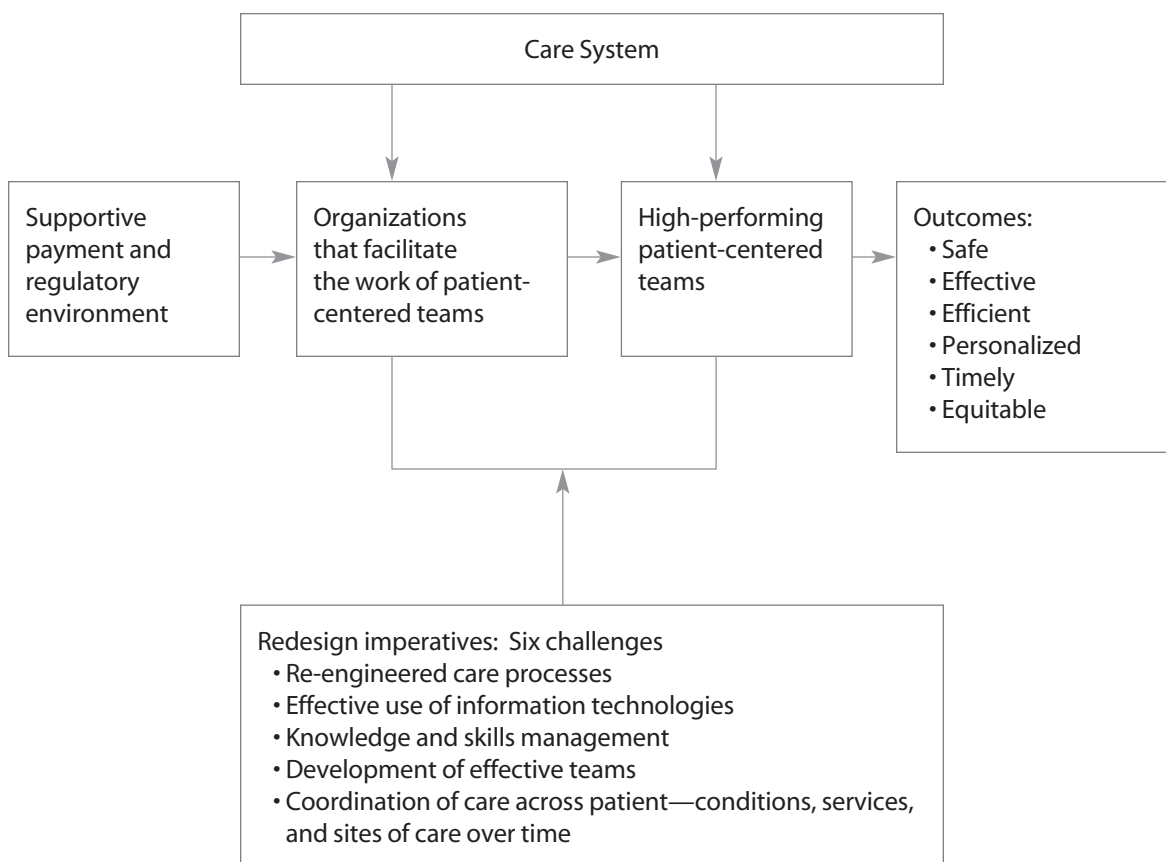 Care System
Supportive
payment and
regulatory
environment
Organizations
that facilitate
the work of patient-
centered teams
High-performing
patient-centered
teams
Outcomes:
• Safe
• Effective
• Efficient
• Personalized
• Timely
• Equitable
Redesign imperatives: Six challenges
• Re-engineered care processes
• Effective use of information technologies
• Knowledge and skills management
• Development of effective teams
• Coordination of care across patient—conditions, services,
and sites of care over time